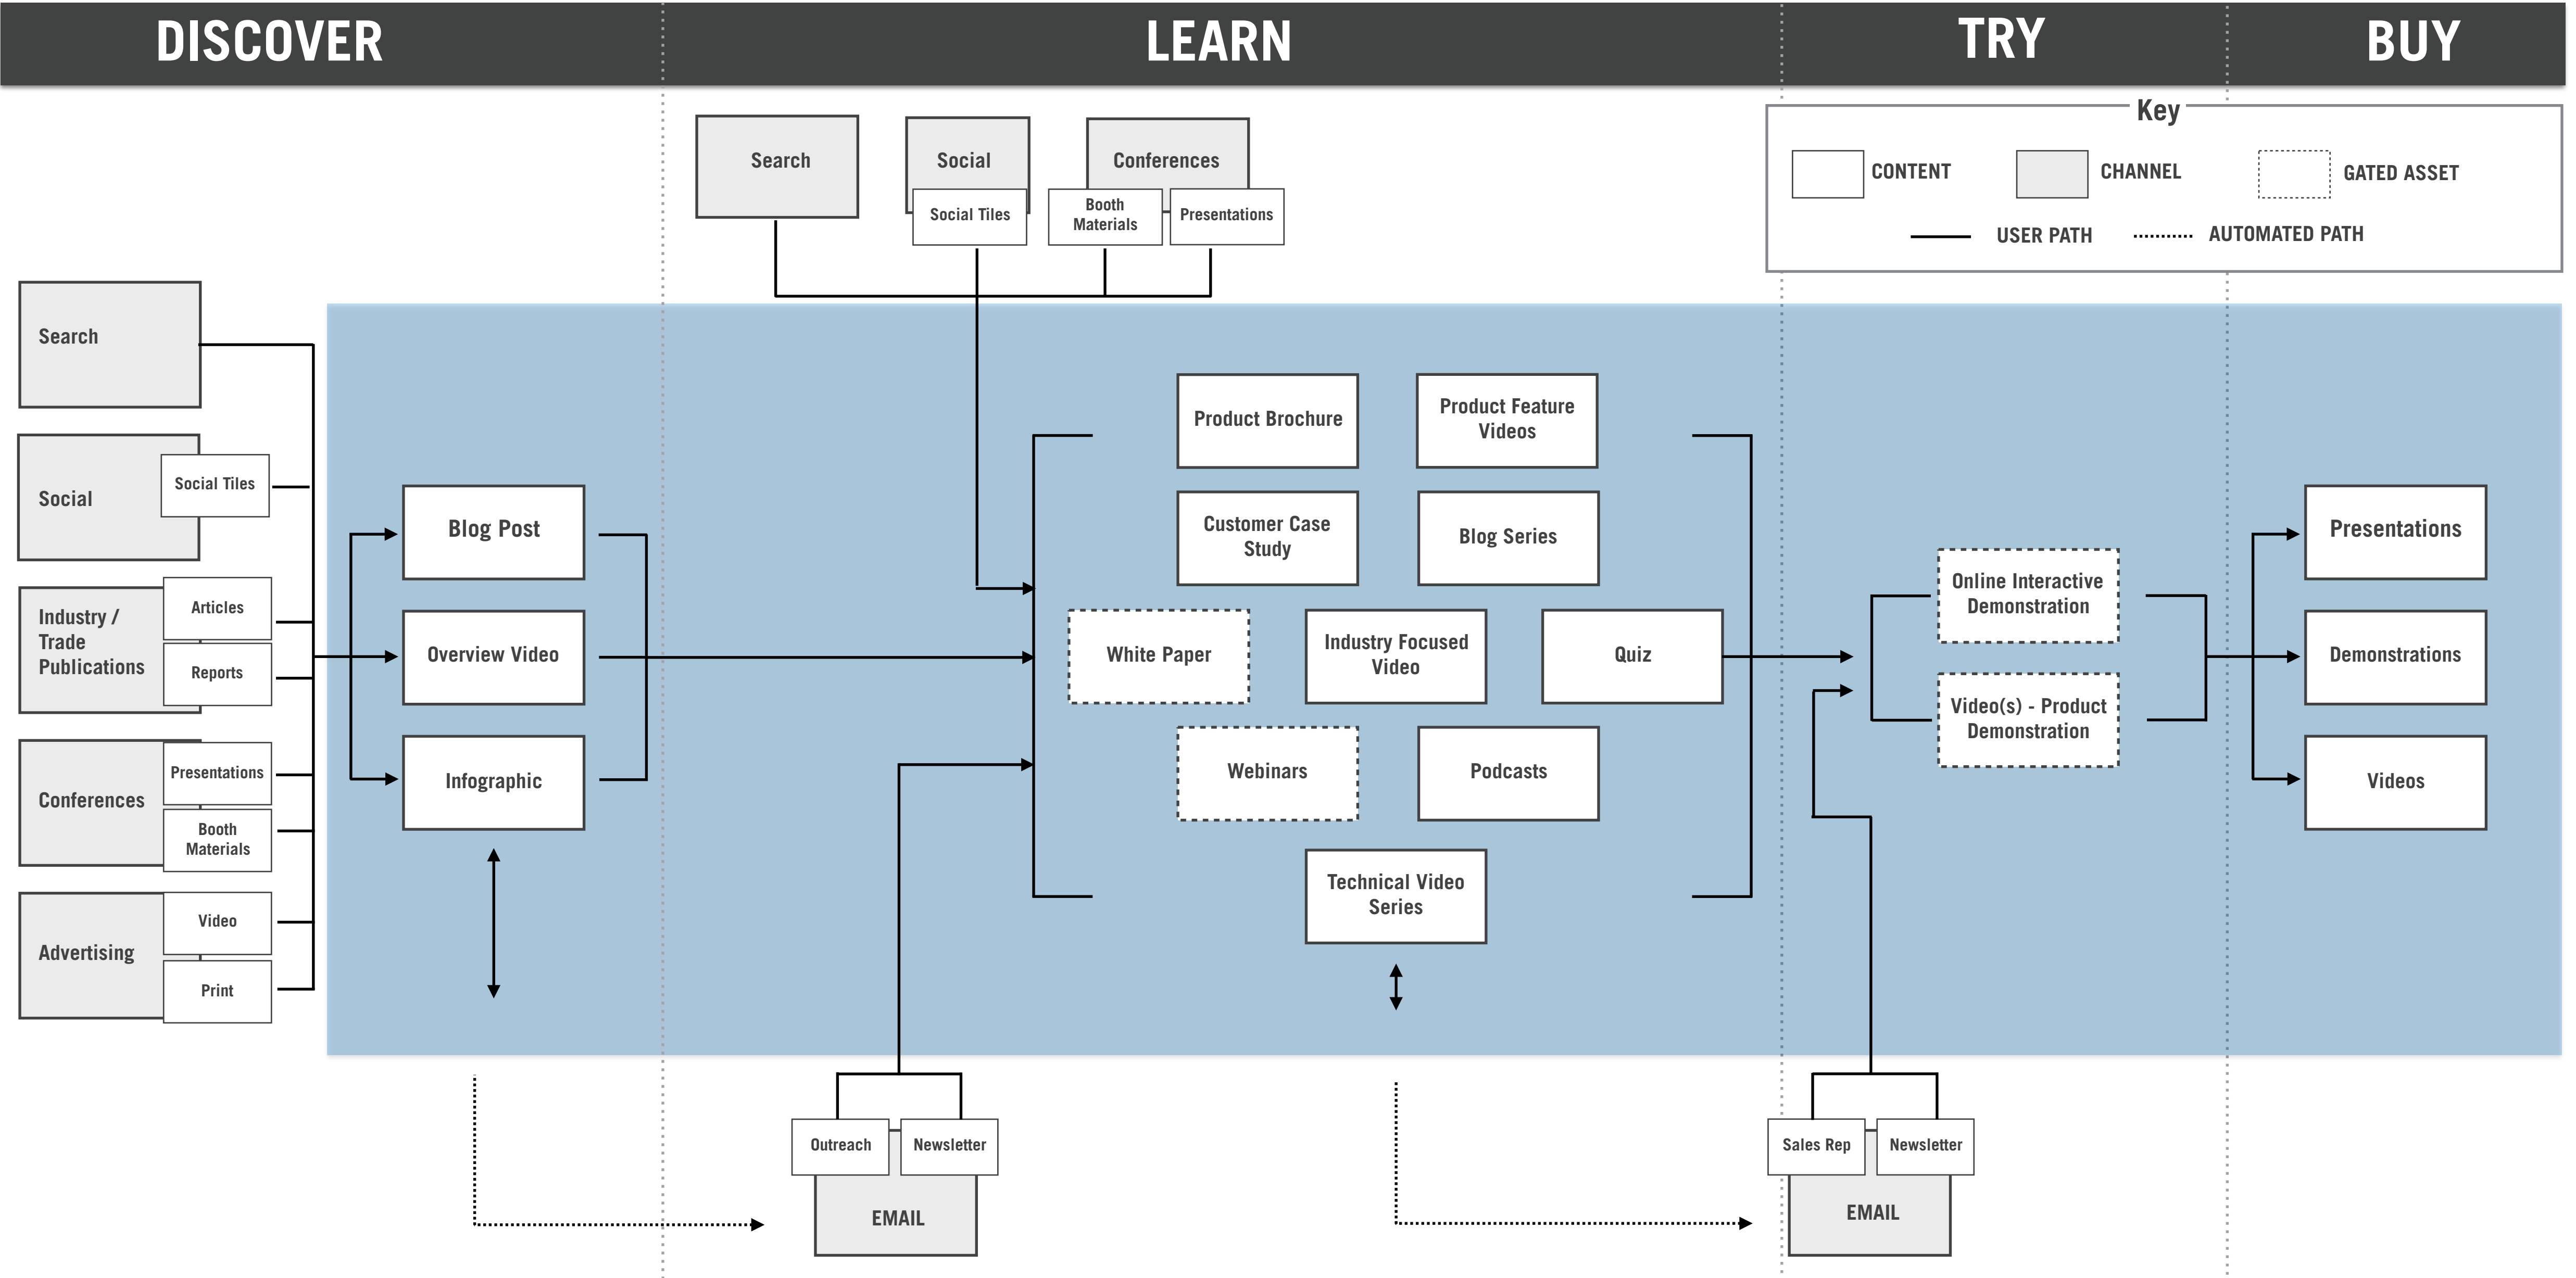 DISCOVER
LEARN
TRY
BUY
Key
CONTENT
CHANNEL
GATED ASSET
USER PATH
AUTOMATED PATH
Search
Social
Social Tiles
Conferences
Booth
Materials
Presentations
Search
Social
Social Tiles
Industry /
Trade
Publications
Articles
Reports
Conferences
Presentations
Booth
Materials
Advertising
Video
Print
Blog Post
Overview Video
Infographic
Product Brochure
Product Feature
Videos
Customer Case
Study
Blog Series
White Paper
Industry Focused
Video
Quiz
Webinars
Podcasts
Technical Video
Series
Online Interactive
Demonstration
Video(s) - Product
Demonstration
Presentations
Demonstrations
Videos
Outreach
Newsletter
EMAIL
Sales Rep
Newsletter
EMAIL